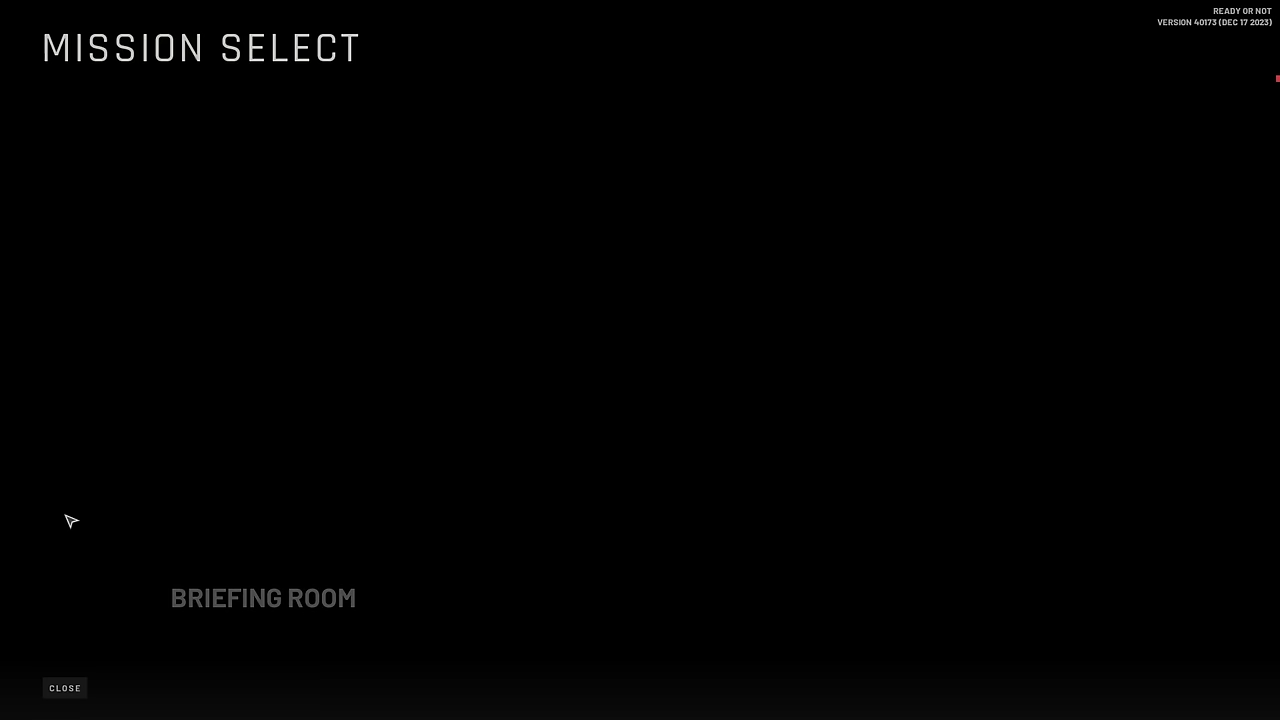 READY OR NOT
VERSION 40173 (DEC 17 2023)
MISSION SELECT
BRIEFING ROOM
CLOSE